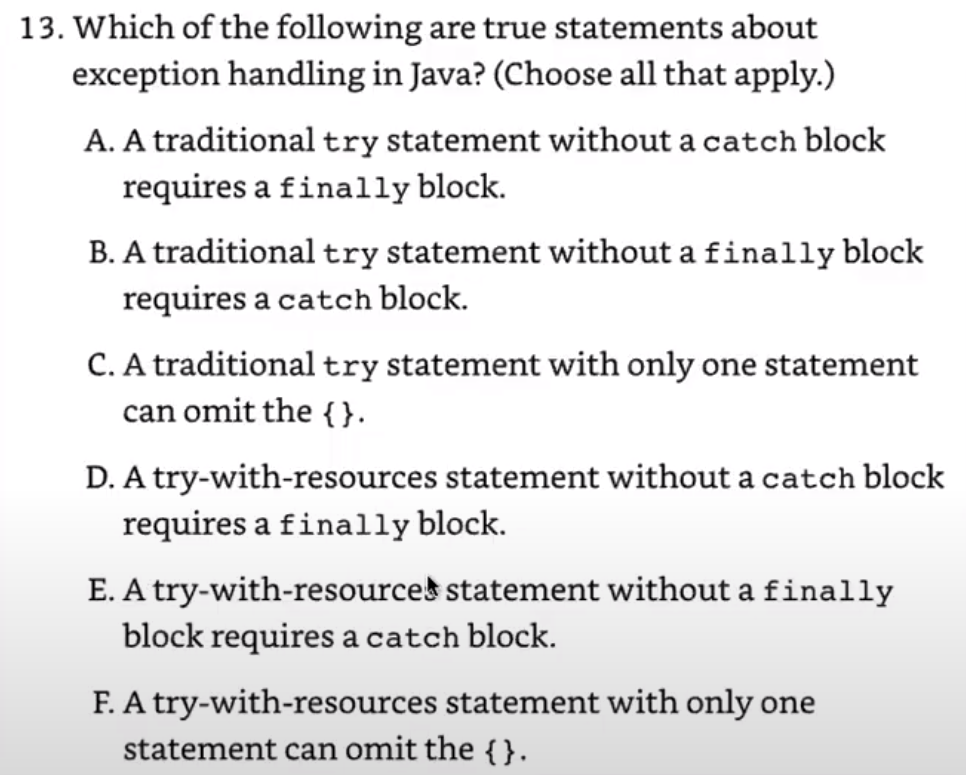 13. Which of the following are true statements about
exception handling in Java? (Choose all that apply.)
A. A traditional try statement without a catch block
requires a finally block.
B. A traditional try statement without a finally block
requires a catch block.
C. A traditional try statement with only one statement
can omit the {}.
D. A try-with-resources statement without a catch block
requires a finally block.
E. A try-with-resources statement without a finally
block requires a catch block.
F. A try-with-resources statement with only one
statement can omit the {}.